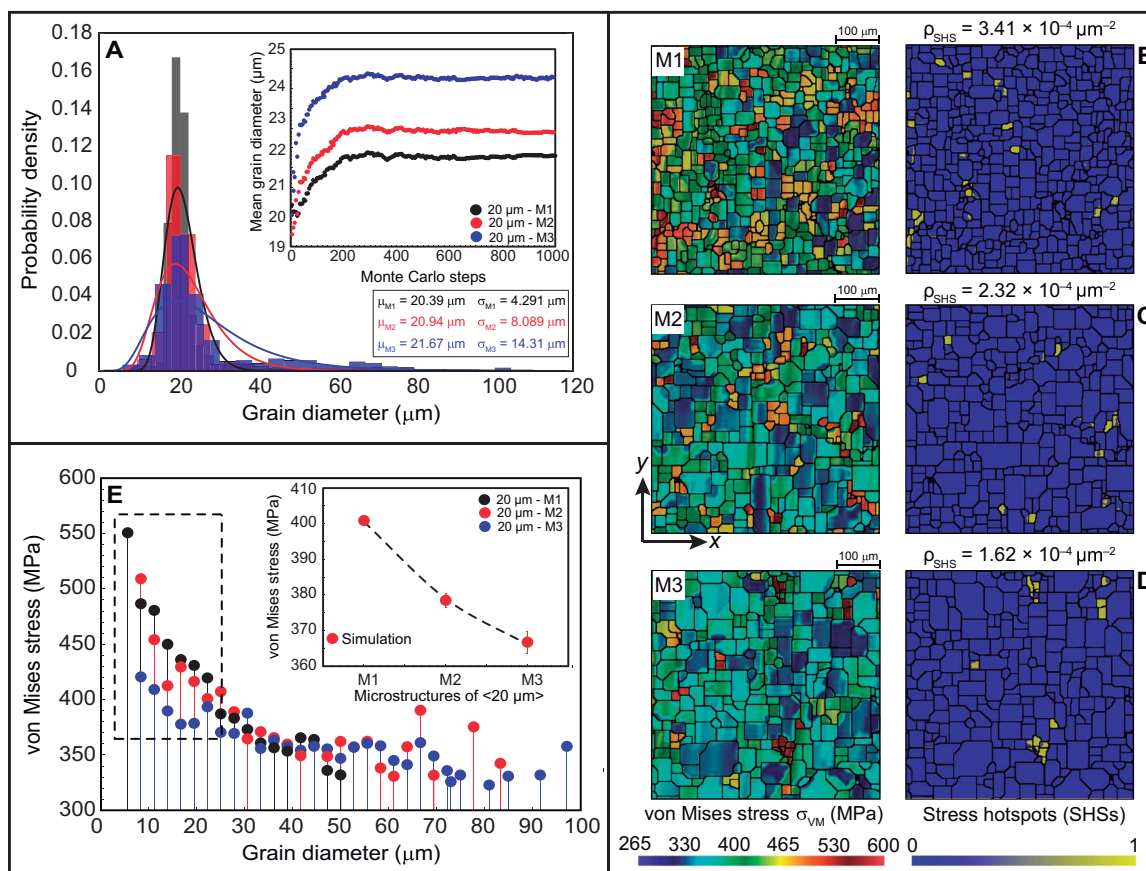 A
0.18
0.16
0.14
0.12
0.10
0.08
0.06
0.04
0.02
0
Probability density
0 20 40 60 80 100 120
Grain diameter (μm)
25
24
23
22
21
20
19
Mean grain diameter (μm)
0 200 400 600 800 1000
Monte Carlo steps
20 μm - M1
20 μm - M2
20 μm - M3
μM1 = 20.39 μm σM1 = 4.291 μm
μM2 = 20.94 μm σM2 = 8.089 μm
μM3 = 21.67 μm σM3 = 14.31 μm
E
600
550
500
450
400
350
300
von Mises stress (MPa)
0 10 20 30 40 50 60 70 80 90 100
Grain diameter (μm)
410
400
390
380
370
360
von Mises stress (MPa)
20 μm - M1
20 μm - M2
20 μm - M3
Simulation
M1 M2 M3
Microstructures of <20 μm>
100 μm
ρSHS = 3.41 × 10⁻⁴ μm⁻²
M1
100 μm
ρSHS = 2.32 × 10⁻⁴ μm⁻²
M2
y
x
100 μm
ρSHS = 1.62 × 10⁻⁴ μm⁻²
M3
D
von Mises stress σVM (MPa)
265 330 400 465 530 600
Stress hotspots (SHSs)
0 1